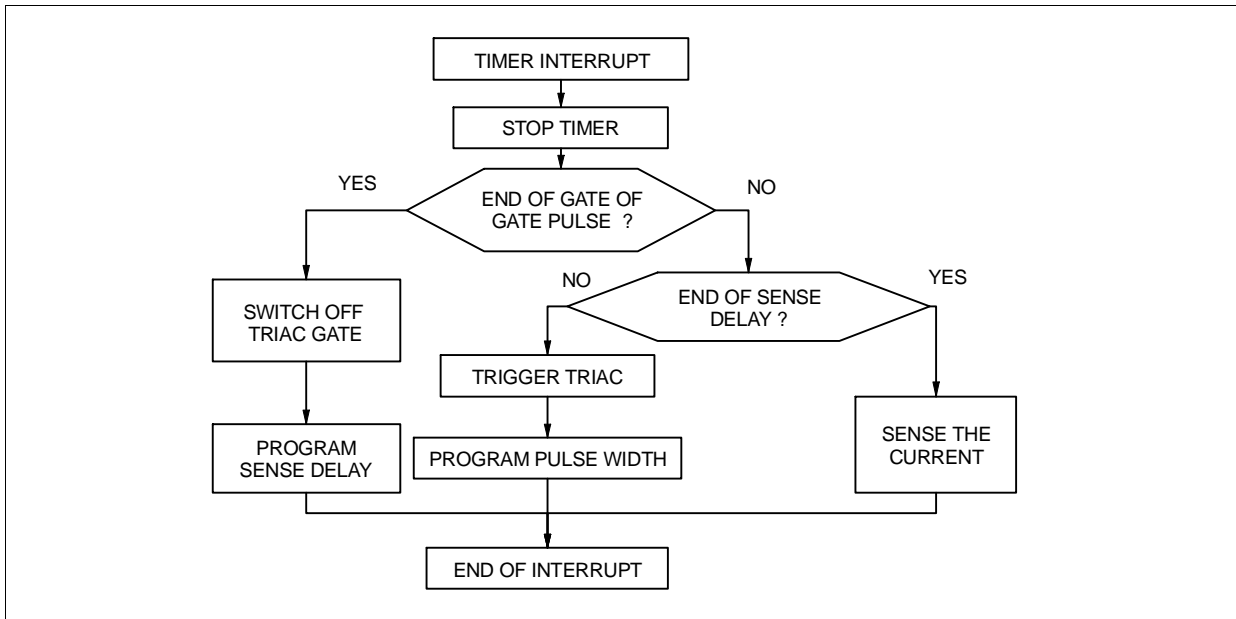 TIMER INTERRUPT
STOP TIMER
YES
NO
END OF GATE OF
GATE PULSE ?
NO
YES
END OF SENSE
DELAY ?
SWITCH OFF
TRIAC GATE
TRIGGER TRIAC
SENSE THE
CURRENT
PROGRAM
SENSE DELAY
PROGRAM PULSE WIDTH
END OF INTERRUPT